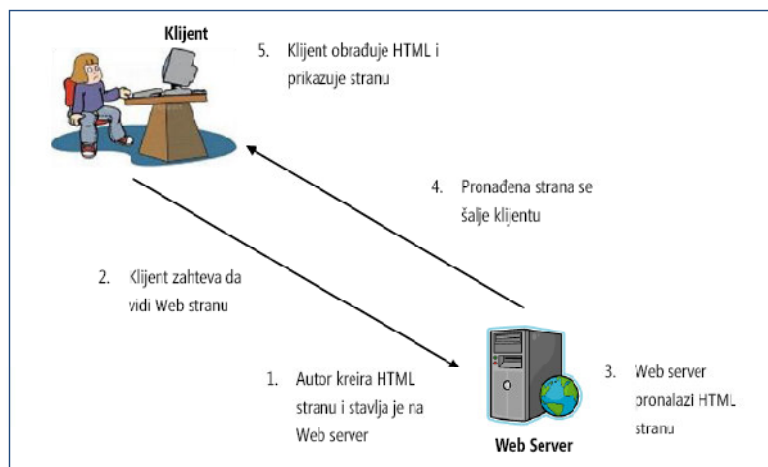 Klijent
5. Klijent obrađuje HTML i
prikazuje stranu
4. Pronađena strana se
šalje klijentu
2. Klijent zahteva da
vidi Web stranu
1. Autor kreira HTML
stranu i stavlja je na
Web server
3. Web server
pronalazi HTML
stranu
Web Server